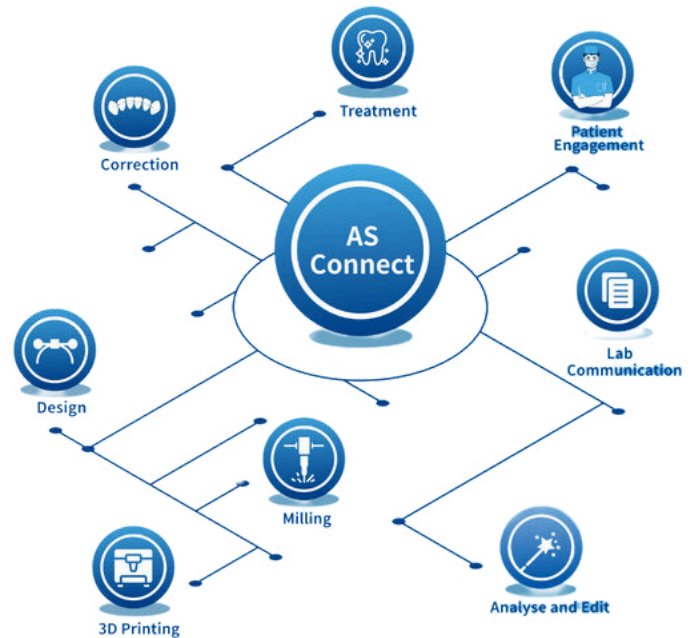 Treatment
Patient
Engagement
Correction
AS
Connect
Lab
Communication
Design
Milling
Analyse and Edit
3D Printing